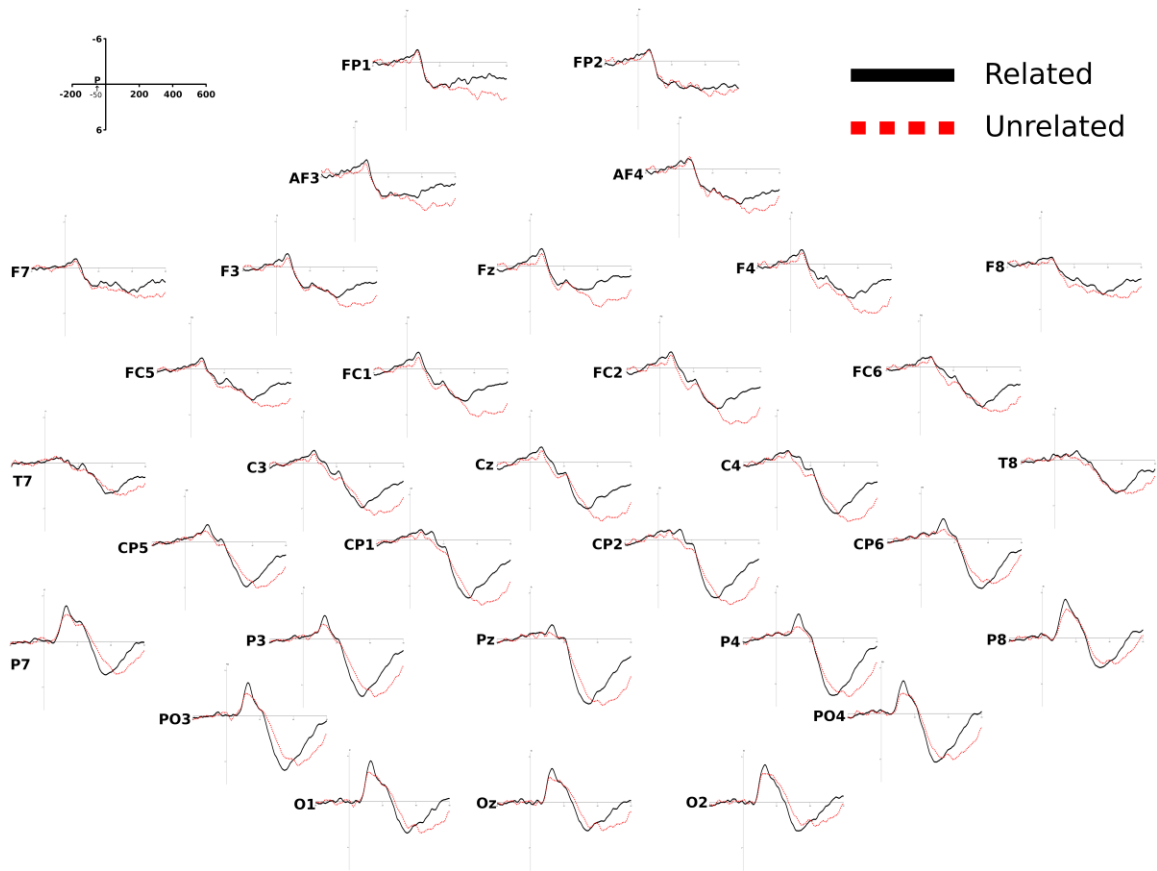 -6
P
-50
-200 200 400 600
6
Related
Unrelated
FP1 FP2
AF3 AF4
F7 F3 Fz F4 F8
FC5 FC1 FC2 FC6
T7 C3 Cz C4 T8
CP5 CP1 CP2 CP6
P7 P3 Pz P4 P8
PO3 PO4
O1 Oz O2